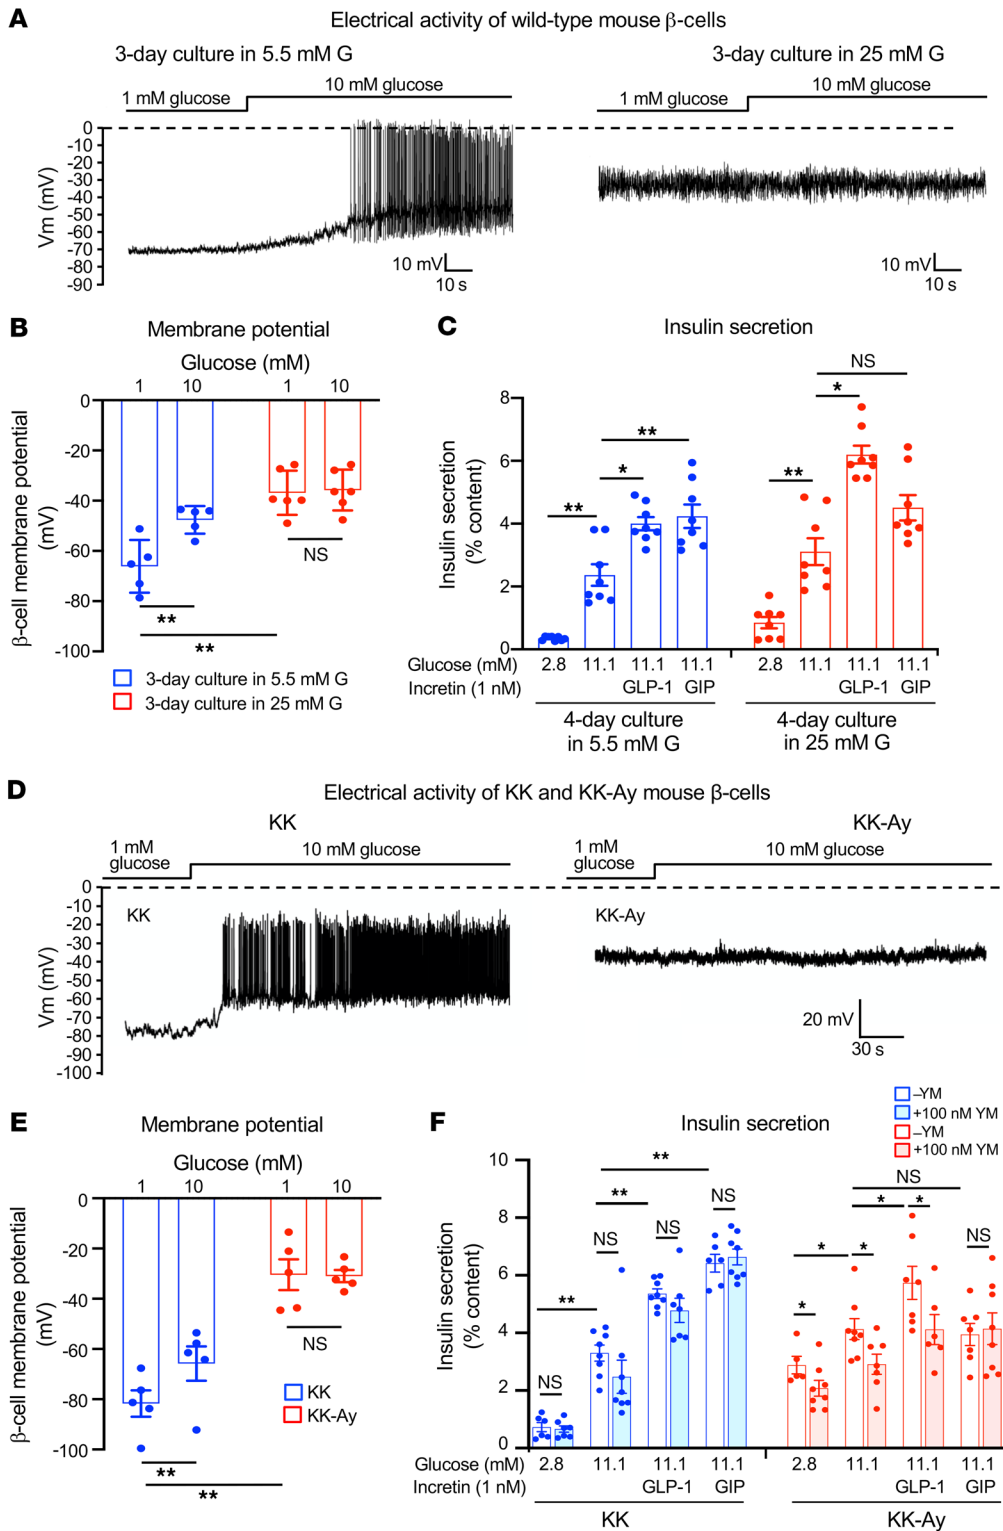 A
Electrical activity of wild-type mouse β-cells
3-day culture in 5.5 mM G
3-day culture in 25 mM G
1 mM glucose
10 mM glucose
1 mM glucose
10 mM glucose
Vm (mV)
0
-10
-20
-30
-40
-50
-60
-70
-80
-90
10 mV
10 s
10 mV
10 s
B
Membrane potential
Glucose (mM)
1 10 1 10
β-cell membrane potential
(mV)
0
-20
-40
-60
-80
-100
NS
**
**
3-day culture in 5.5 mM G
3-day culture in 25 mM G
C
Insulin secretion
Insulin secretion
(% content)
8
6
4
2
0
**
*
**
**
*
NS
Glucose (mM) 2.8 11.1 11.1 11.1 2.8 11.1 11.1 11.1
Incretin (1 nM) GLP-1 GIP GLP-1 GIP
4-day culture
in 5.5 mM G
4-day culture
in 25 mM G
D
Electrical activity of KK and KK-Ay mouse β-cells
KK
KK-Ay
1 mM
glucose
10 mM glucose
1 mM
glucose
10 mM glucose
Vm (mV)
0
-10
-20
-30
-40
-50
-60
-70
-80
-90
-100
KK
KK-Ay
20 mV
30 s
E
Membrane potential
Glucose (mM)
1 10 1 10
β-cell membrane potential
(mV)
0
-20
-40
-60
-80
-100
NS
**
**
KK
KK-Ay
F
Insulin secretion
–YM
+100 nM YM
–YM
+100 nM YM
Insulin secretion
(% content)
10
8
6
4
2
0
NS
**
NS
**
NS
**
NS
*
*
*
*
NS
*
NS
Glucose (mM) 2.8 11.1 11.1 11.1 2.8 11.1 11.1 11.1
Incretin (1 nM) GLP-1 GIP GLP-1 GIP
KK
KK-Ay